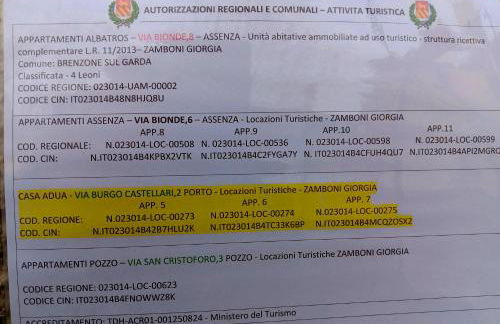 AUTORIZZAZIONI REGIONALI E COMUNALI – ATTIVITA TURISTICA
APPARTAMENTI ALBATROS – VIA BIONDE,8 – ASSENZA - Unità abitative ammobiliate ad uso turistico - struttura ricettiva
complementare L.R. 11/2013– ZAMBONI GIORGIA
Comune: BRENZONE SUL GARDA
Classificata - 4 Leoni
CODICE REGIONE: 023014-UAM-00002
CODICE CIN: IT023014B48N8HJQ8U
APPARTAMENTI ASSENZA – VIA BIONDE,6 – ASSENZA - Locazioni Turistiche - ZAMBONI GIORGIA
APP.8 APP.9 APP.10 APP.11
COD. REGIONALE: N. 023014-LOC-00508 N. 023014-LOC-00536 N. 023014-LOC-00598 N. 023014-LOC-00599
COD. CIN: N.IT023014B4KPBX2VTK N.IT023014B4C2FYGA7Y N.IT023014B4CFUH4QU7 N.IT023014B4API2MGRQ
CASA ADUA - VIA BURGO CASTELLARI,2 PORTO - Locazioni Turistiche - ZAMBONI GIORGIA
APP. 5 APP. 6 APP. 7
COD. REGIONE: N.023014-LOC-00273 N.023014-LOC-00274 N.023014-LOC-00275
COD. CIN: N.IT023014B42B7HLU2K N.IT023014B4TC33K6BP N.IT023014B4MCQZOSX2
APPARTAMENTI POZZO – VIA SAN CRISTOFORO,3 POZZO - Locazioni Turistiche ZAMBONI GIORGIA
CODICE REGIONE: 023014-LOC-00623
CODICE CIN: IT023014B4FNOWWZ8K
ACCREDITAMENTO: TDH-ACR01-001250824 - Ministero del Turismo